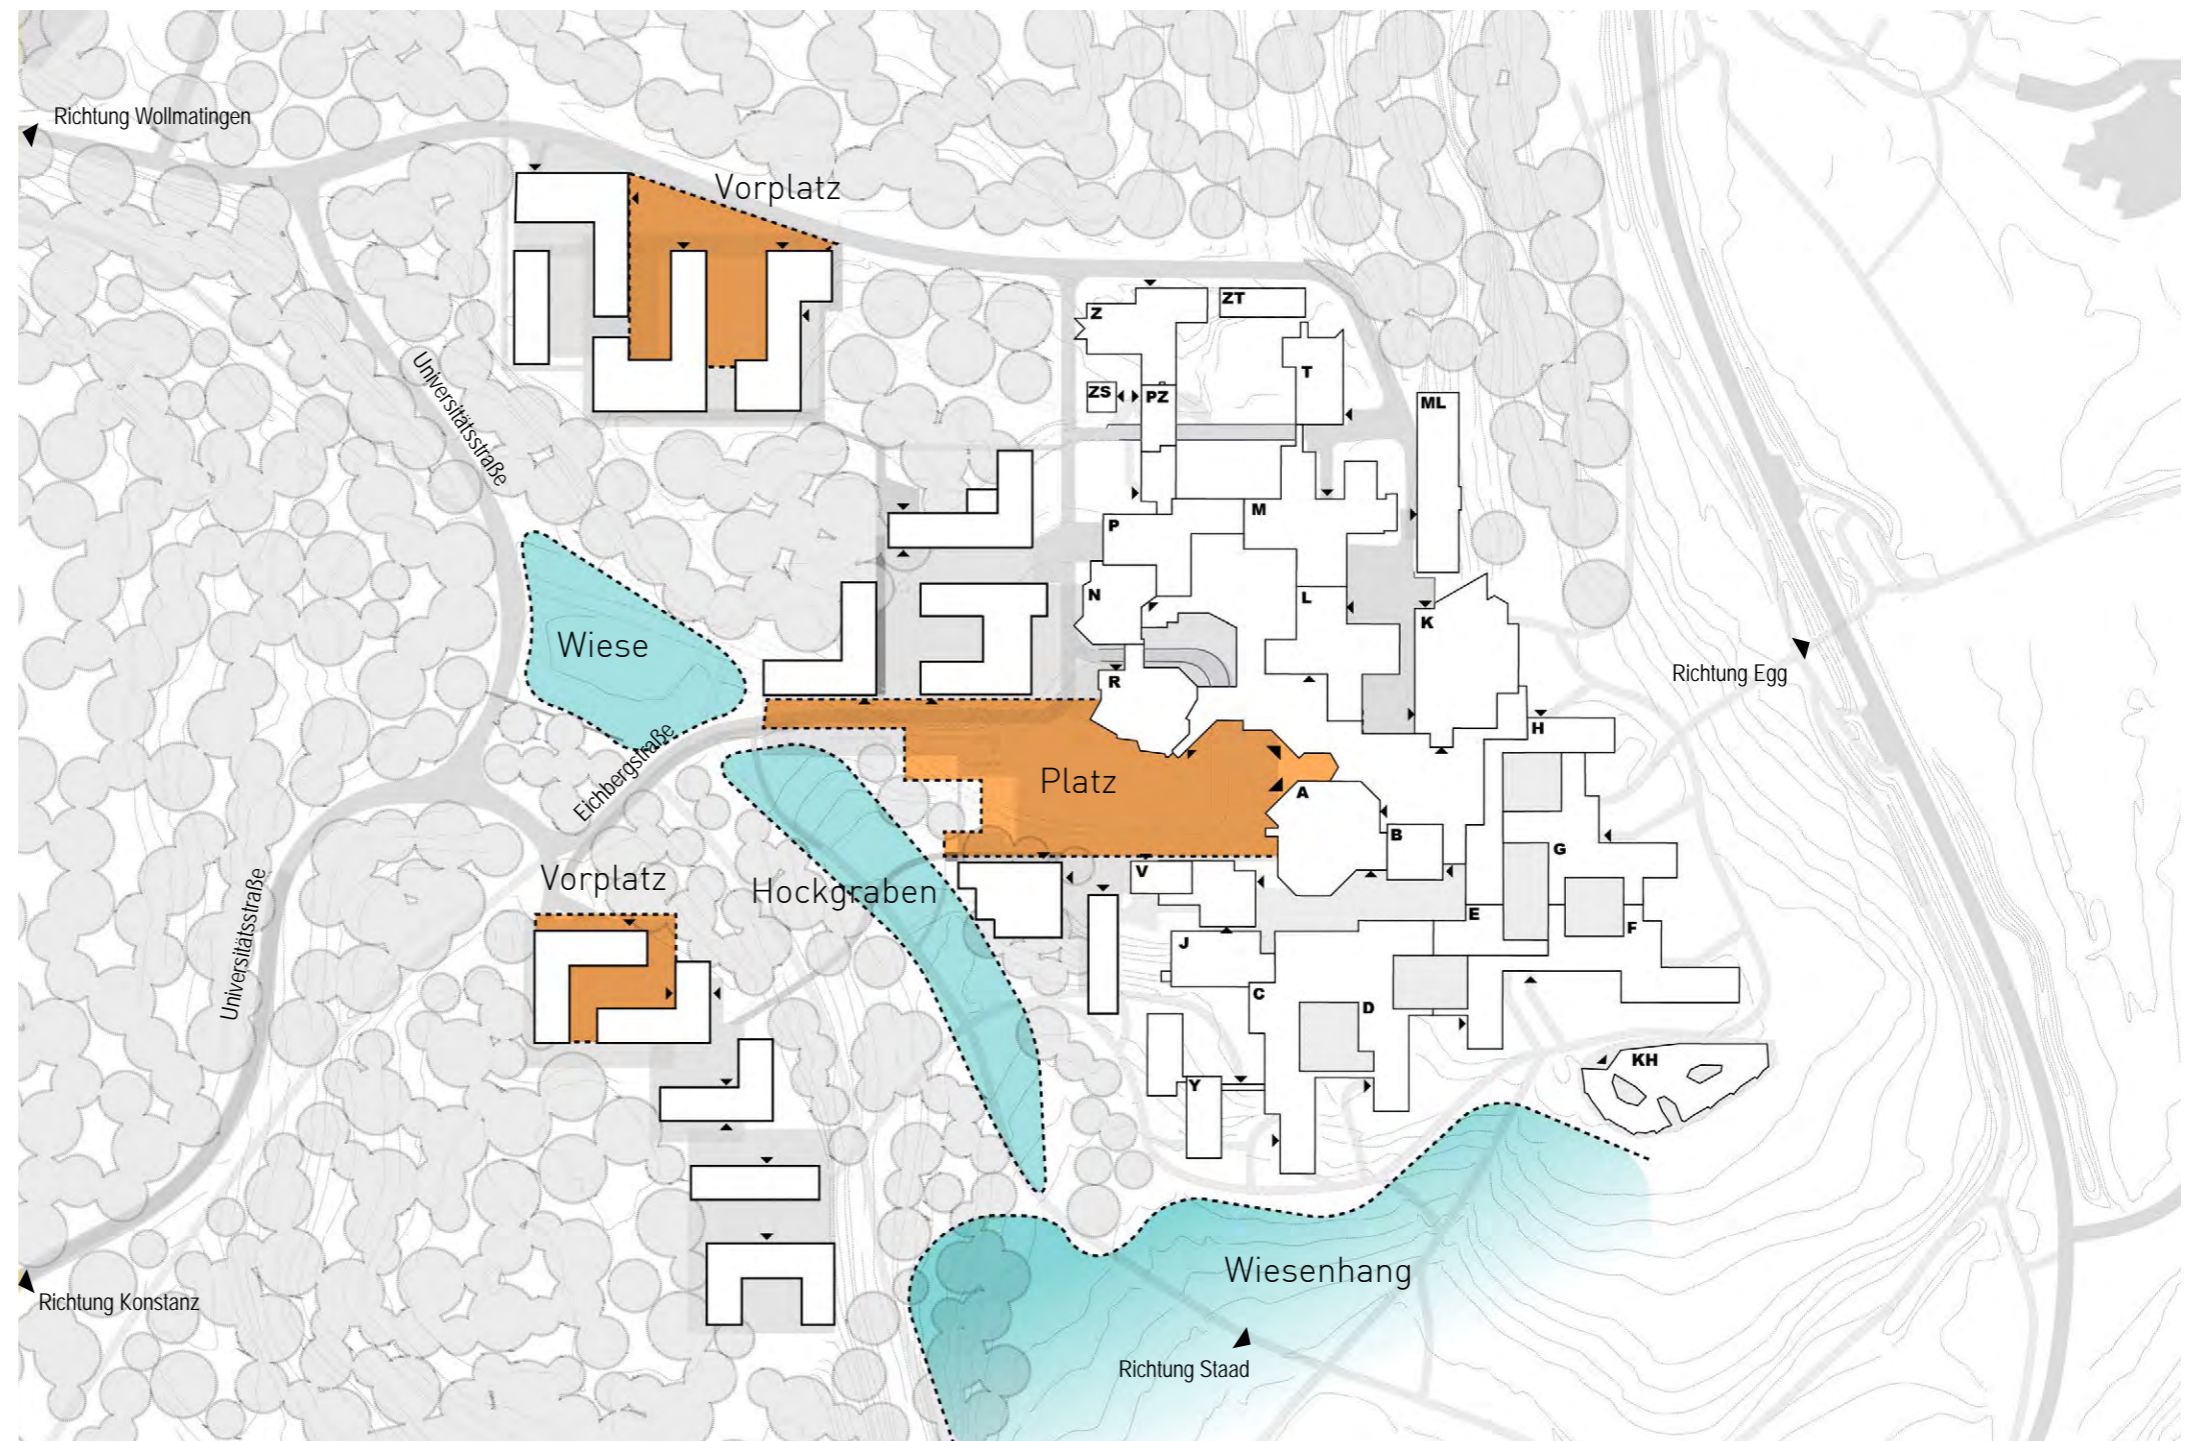 Richtung Wollmatingen
Vorplatz
Z
ZT
T
ZS
PZ
ML
Universitätsstraße
M
P
N
L
K
Wiese
Richtung Egg
R
H
Eichbergstraße
Platz
A
B
G
Vorplatz
Hockgraben
V
E
F
Universitätsstraße
J
C
D
KH
Y
Wiesenhang
Richtung Konstanz
Richtung Staad